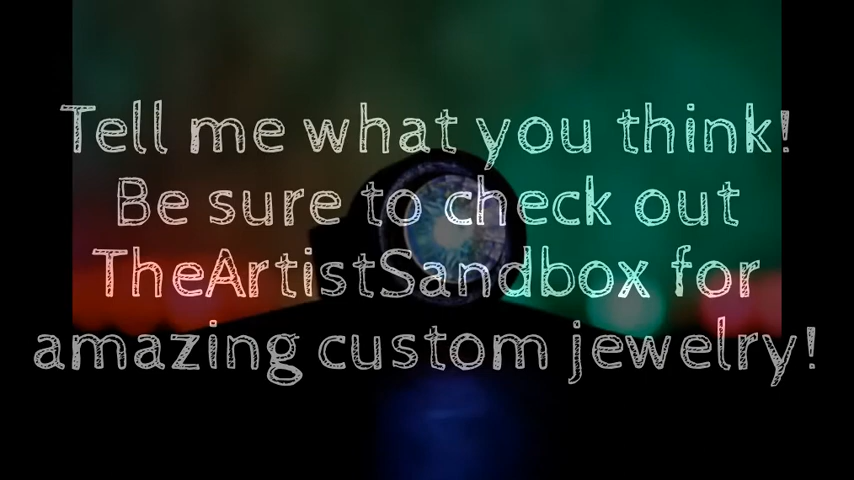 Tell me what you think!
Be sure to check out
TheArtistSandbox for
amazing custom jewelry!